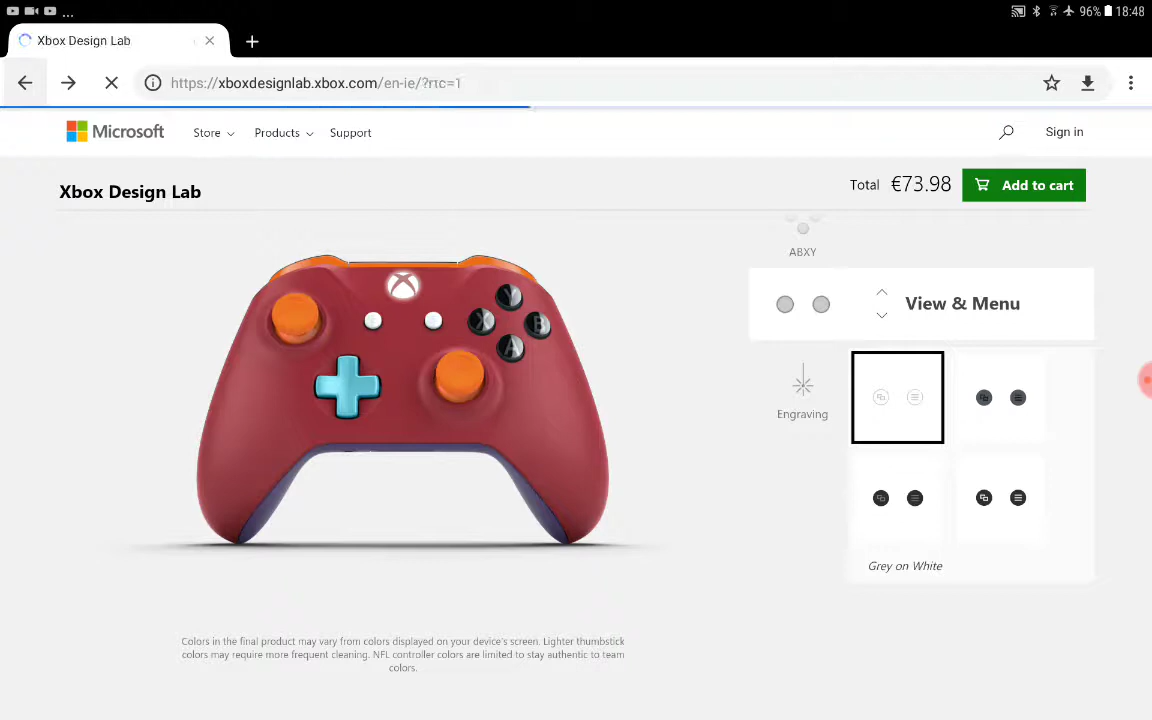 ...
96% 18:48
Xbox Design Lab
https://xboxdesignlab.xbox.com/en-ie/?rtc=1
Microsoft Store Products Support Sign in
Xbox Design Lab Total €73.98 Add to cart
ABXY
View & Menu
Engraving
Y
X B
A
Grey on White
Colors in the final product may vary from colors displayed on your device's screen. Lighter thumbstick
colors may require more frequent cleaning. NFL controller colors are limited to stay authentic to team
colors.